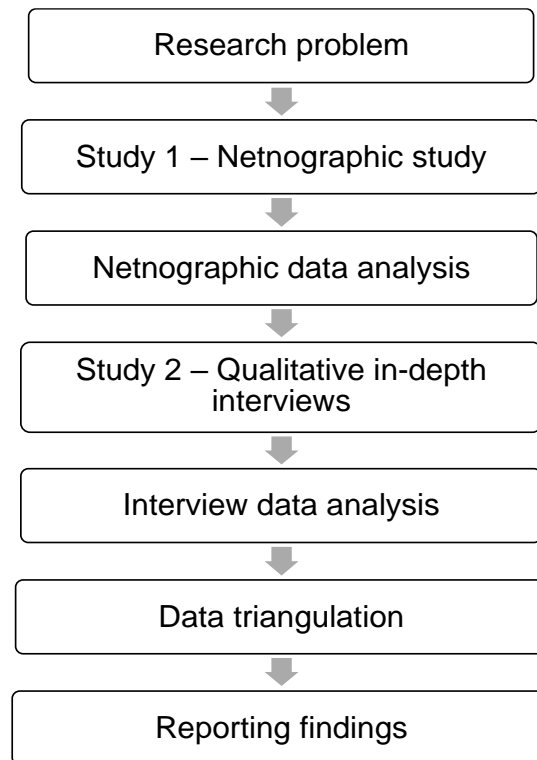 Research problem
Study 1 – Netnographic study
Netnographic data analysis
Study 2 – Qualitative in-depth
interviews
Interview data analysis
Data triangulation
Reporting findings